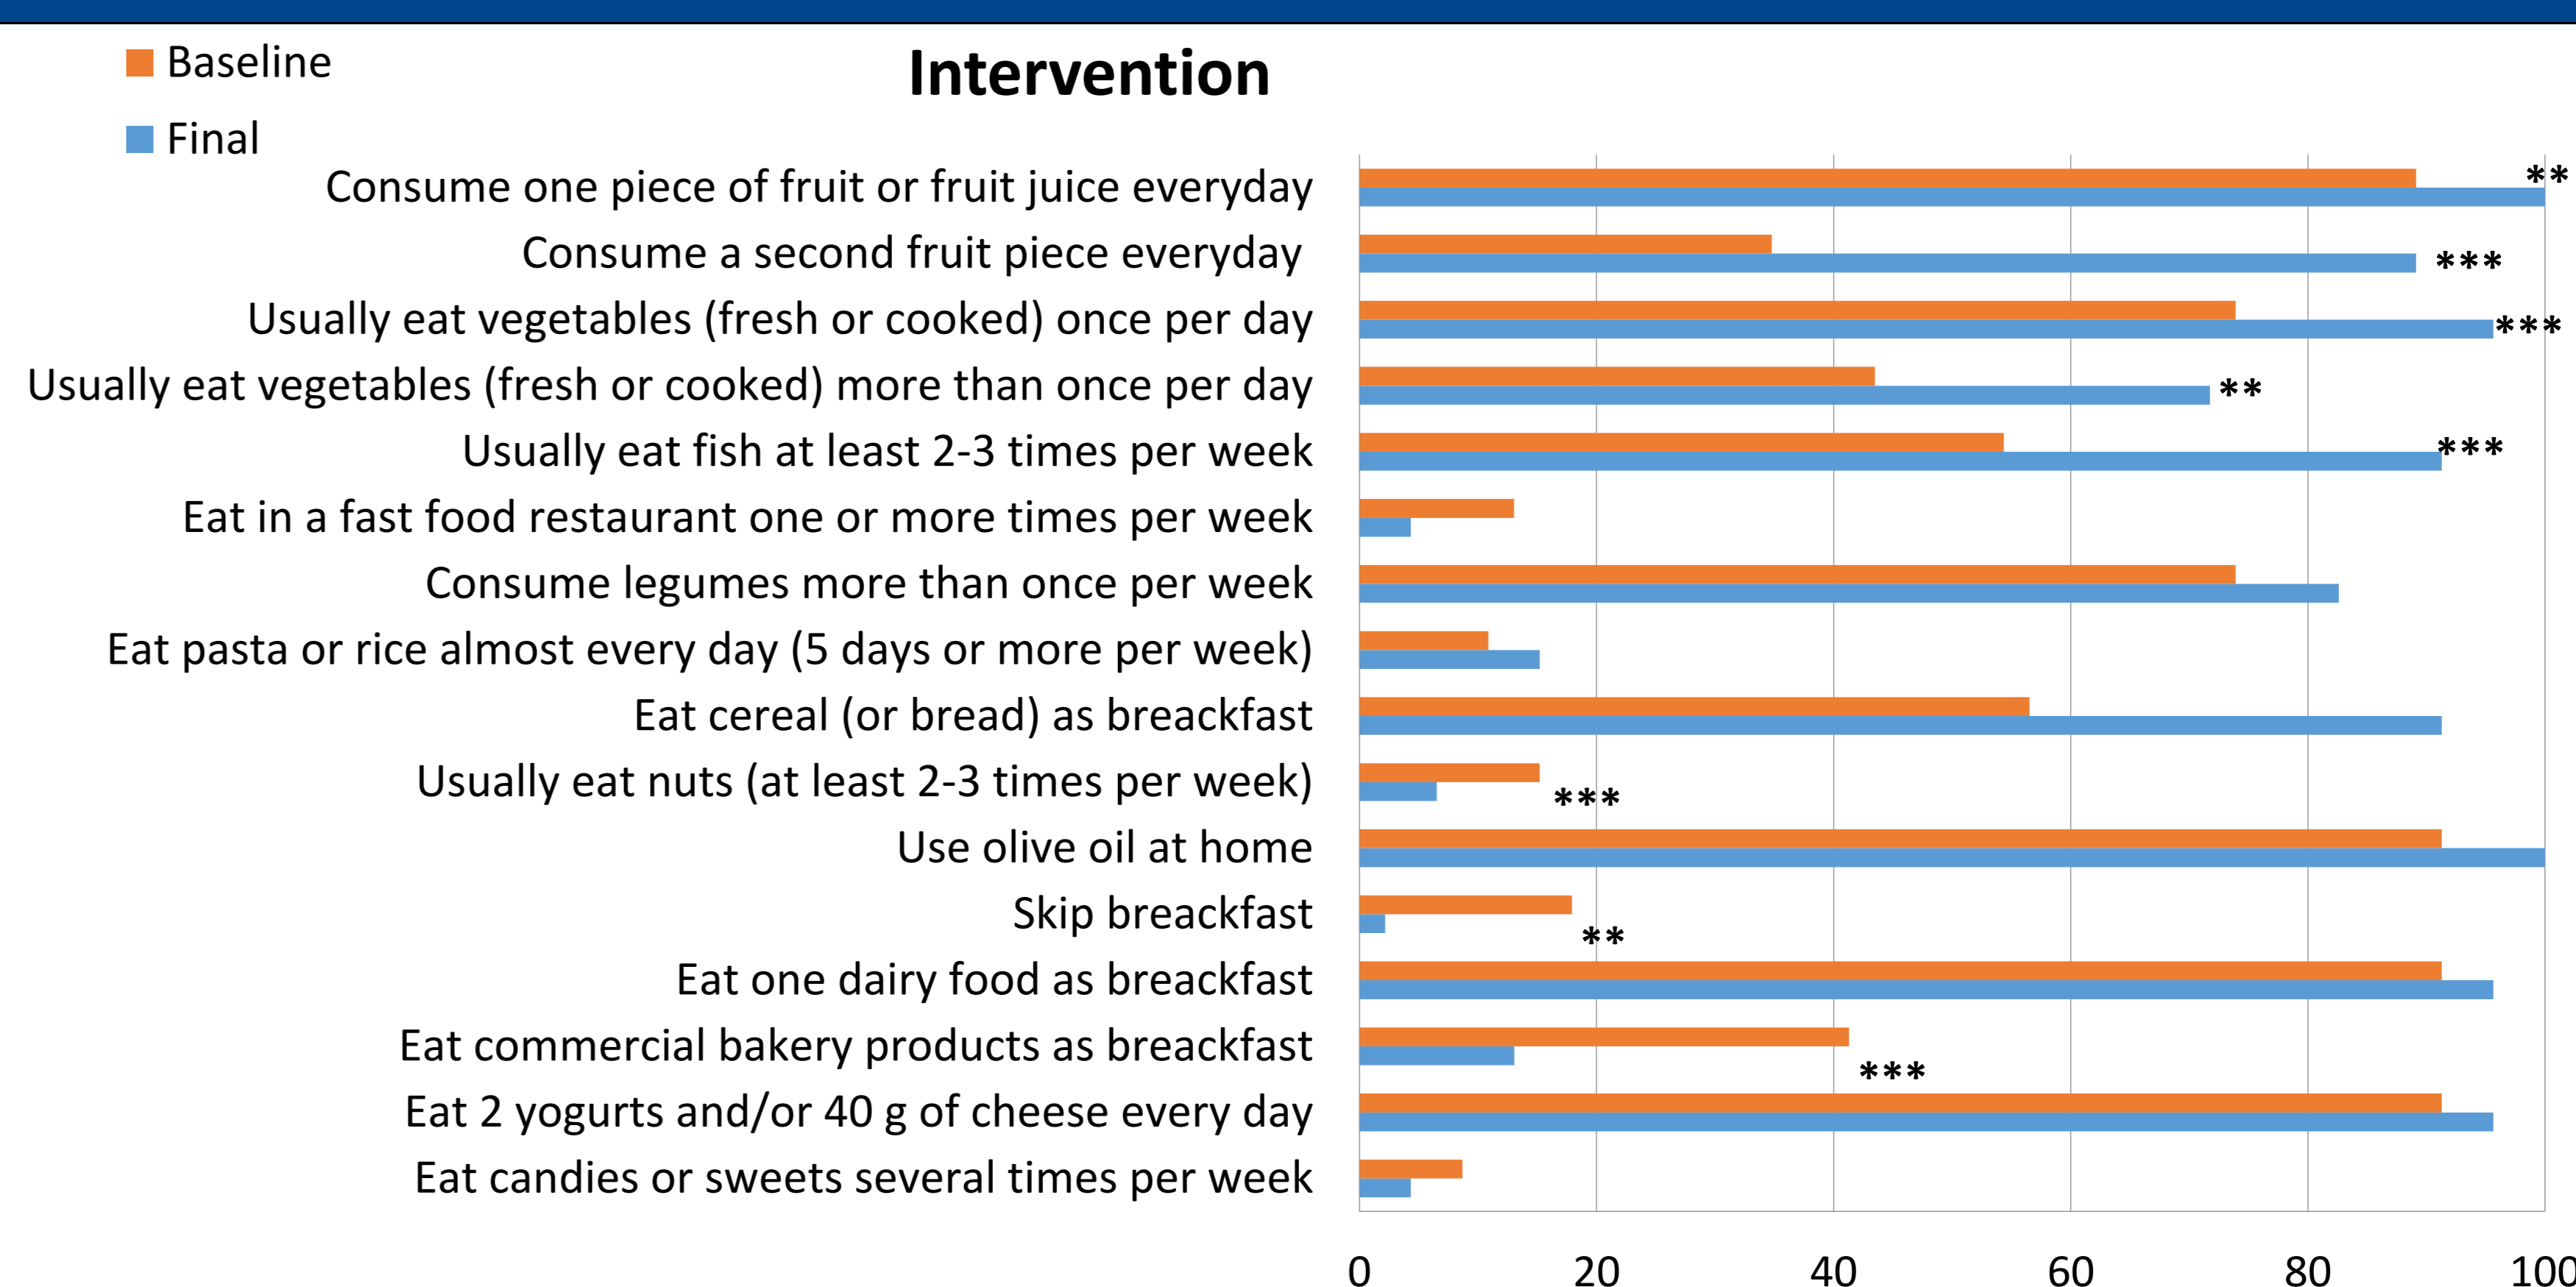 Baseline
Intervention
Final
Consume one piece of fruit or fruit juice everyday
**
Consume a second fruit piece everyday
***
Usually eat vegetables (fresh or cooked) once per day
***
Usually eat vegetables (fresh or cooked) more than once per day
**
Usually eat fish at least 2-3 times per week
***
Eat in a fast food restaurant one or more times per week
Consume legumes more than once per week
Eat pasta or rice almost every day (5 days or more per week)
Eat cereal (or bread) as breackfast
Usually eat nuts (at least 2-3 times per week)
***
Use olive oil at home
Skip breackfast
**
Eat one dairy food as breackfast
Eat commercial bakery products as breackfast
***
Eat 2 yogurts and/or 40 g of cheese every day
Eat candies or sweets several times per week
0 20 40 60 80 100